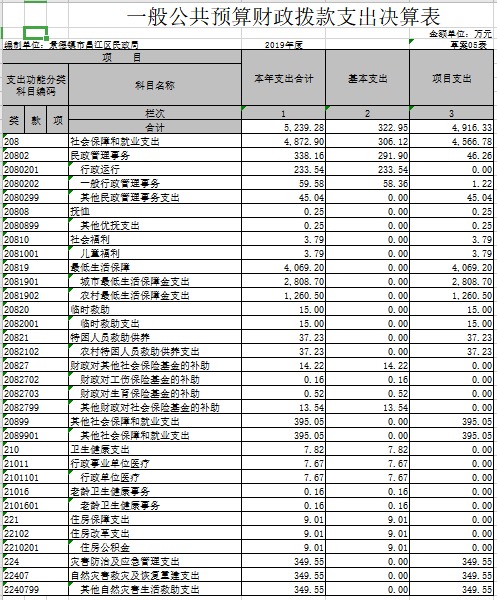 一般公共预算财政拨款支出决算表
金额单位：万元
编制单位：景德镇市昌江区民政局 2019年度 草案05表
项 目 本年支出合计 基本支出 项目支出
支出功能分类科目编码 科目名称
类 款 项 栏次 1 2 3
合计 5,239.28 322.95 4,916.33
208 社会保障和就业支出 4,872.90 306.12 4,566.78
20802 民政管理事务 338.16 291.90 46.26
2080201 行政运行 233.54 233.54 0.00
2080202 一般行政管理事务 59.58 58.36 1.22
2080299 其他民政管理事务支出 45.04 0.00 45.04
20808 抚恤 0.25 0.00 0.25
2080899 其他优抚支出 0.25 0.00 0.25
20810 社会福利 3.79 0.00 3.79
2081001 儿童福利 3.79 0.00 3.79
20819 最低生活保障 4,069.20 0.00 4,069.20
2081901 城市最低生活保障金支出 2,808.70 0.00 2,808.70
2081902 农村最低生活保障金支出 1,260.50 0.00 1,260.50
20820 临时救助 15.00 0.00 15.00
2082001 临时救助支出 15.00 0.00 15.00
20821 特困人员救助供养 37.23 0.00 37.23
2082102 农村特困人员救助供养支出 37.23 0.00 37.23
20827 财政对其他社会保险基金的补助 14.22 14.22 0.00
2082702 财政对工伤保险基金的补助 0.16 0.16 0.00
2082703 财政对生育保险基金的补助 0.52 0.52 0.00
2082799 其他财政对社会保险基金的补助 13.54 13.54 0.00
20899 其他社会保障和就业支出 395.05 0.00 395.05
2089901 其他社会保障和就业支出 395.05 0.00 395.05
210 卫生健康支出 7.82 7.82 0.00
21011 行政事业单位医疗 7.67 7.67 0.00
2101101 行政单位医疗 7.67 7.67 0.00
21016 老龄卫生健康事务 0.16 0.16 0.00
2101601 老龄卫生健康事务 0.16 0.16 0.00
221 住房保障支出 9.01 9.01 0.00
22102 住房改革支出 9.01 9.01 0.00
2210201 住房公积金 9.01 9.01 0.00
224 灾害防治及应急管理支出 349.55 0.00 349.55
22407 自然灾害救灾及恢复重建支出 349.55 0.00 349.55
2240799 其他自然灾害生活救助支出 349.55 0.00 349.55